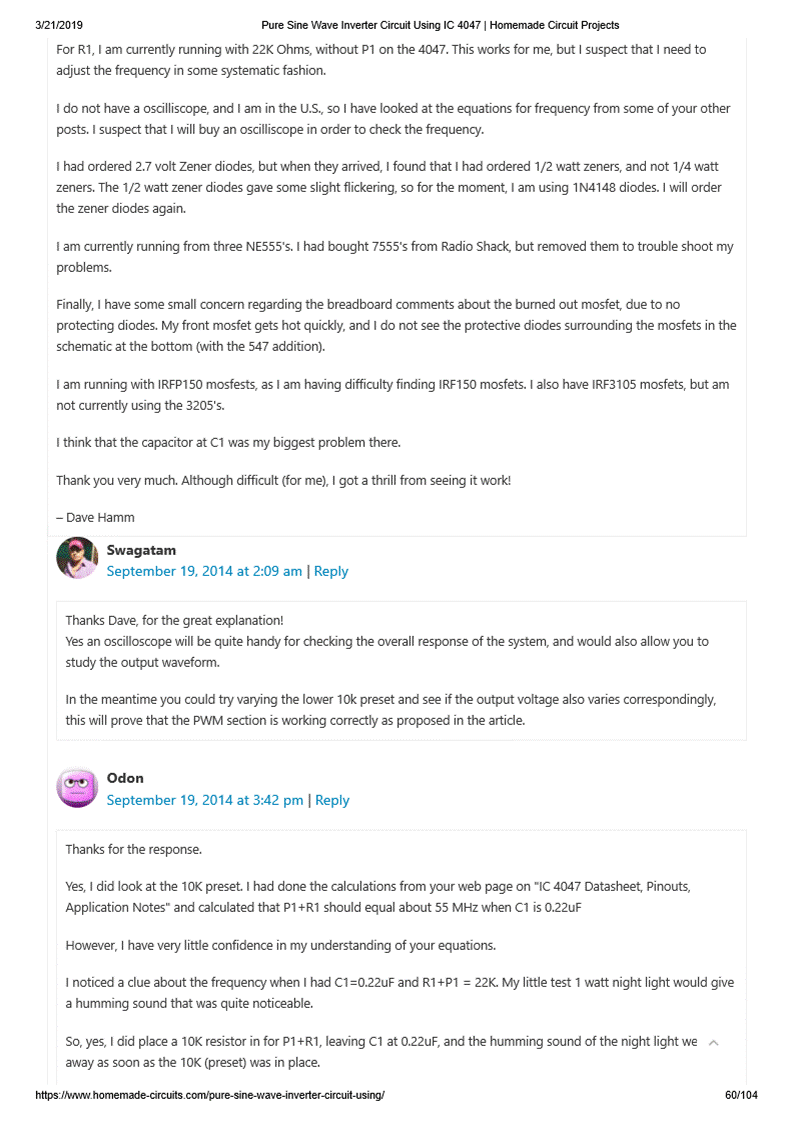 3/21/2019 Pure Sine Wave Inverter Circuit Using IC 4047 | Homemade Circuit Projects
For R1, I am currently running with 22K Ohms, without P1 on the 4047. This works for me, but I suspect that I need to
adjust the frequency in some systematic fashion.
I do not have a oscilliscope, and I am in the U.S., so I have looked at the equations for frequency from some of your other
posts. I suspect that I will buy an oscilliscope in order to check the frequency.
I had ordered 2.7 volt Zener diodes, but when they arrived, I found that I had ordered 1/2 watt zeners, and not 1/4 watt
zeners. The 1/2 watt zener diodes gave some slight flickering, so for the moment, I am using 1N4148 diodes. I will order
the zener diodes again.
I am currently running from three NE555's. I had bought 7555's from Radio Shack, but removed them to trouble shoot my
problems.
Finally, I have some small concern regarding the breadboard comments about the burned out mosfet, due to no
protecting diodes. My front mosfet gets hot quickly, and I do not see the protective diodes surrounding the mosfets in the
schematic at the bottom (with the 547 addition).
I am running with IRFP150 mosfests, as I am having difficulty finding IRF150 mosfets. I also have IRF3105 mosfets, but am
not currently using the 3205's.
I think that the capacitor at C1 was my biggest problem there.
Thank you very much. Although difficult (for me), I got a thrill from seeing it work!
– Dave Hamm
Swagatam
September 19, 2014 at 2:09 am | Reply
Thanks Dave, for the great explanation!
Yes an oscilloscope will be quite handy for checking the overall response of the system, and would also allow you to
study the output waveform.
In the meantime you could try varying the lower 10k preset and see if the output voltage also varies correspondingly,
this will prove that the PWM section is working correctly as proposed in the article.
Odon
September 19, 2014 at 3:42 pm | Reply
Thanks for the response.
Yes, I did look at the 10K preset. I had done the calculations from your web page on "IC 4047 Datasheet, Pinouts,
Application Notes" and calculated that P1+R1 should equal about 55 MHz when C1 is 0.22uF
However, I have very little confidence in my understanding of your equations.
I noticed a clue about the frequency when I had C1=0.22uF and R1+P1 = 22K. My little test 1 watt night light would give
a humming sound that was quite noticeable.
So, yes, I did place a 10K resistor in for P1+R1, leaving C1 at 0.22uF, and the humming sound of the night light we
away as soon as the 10K (preset) was in place.
https://www.homemade-circuits.com/pure-sine-wave-inverter-circuit-using/ 60/104